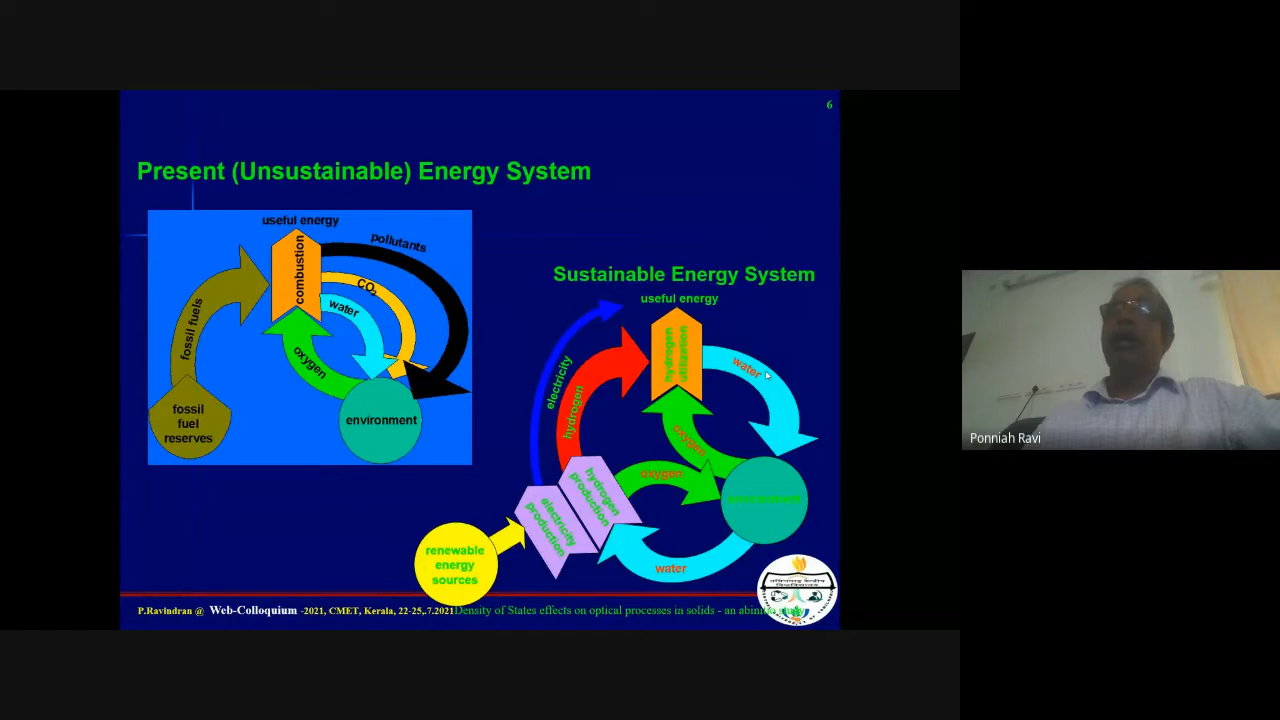 6
Present (Unsustainable) Energy System
useful energy
pollutants
combustion
CO2
water
fossil fuels
oxygen
fossil
fuel
reserves
environment
Sustainable Energy System
useful energy
electricity
hydrogen
hydrogen
utilization
water
oxygen
oxygen
hydrogen
production
electricity
production
environment
renewable
energy
sources
water
P.Ravindran @ Web-Colloquium -2021, CMET, Kerala, 22-25,.7.2021Density of States effects on optical processes in solids - an abinitio study
Ponniah Ravi